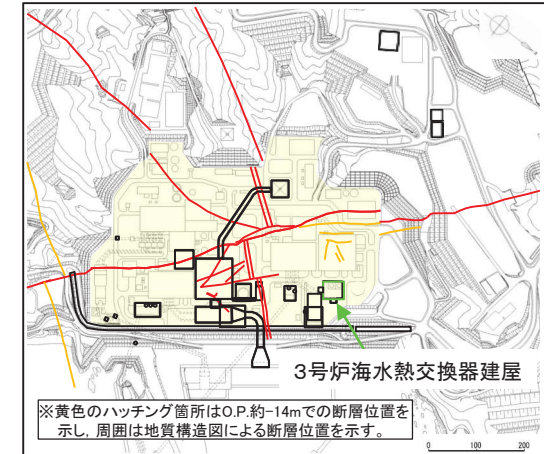 3号炉海水熱交換器建屋
※黄色のハッチング箇所はO.P.約-14mでの断層位置を
示し，周囲は地質構造図による断層位置を示す。
0 100 200